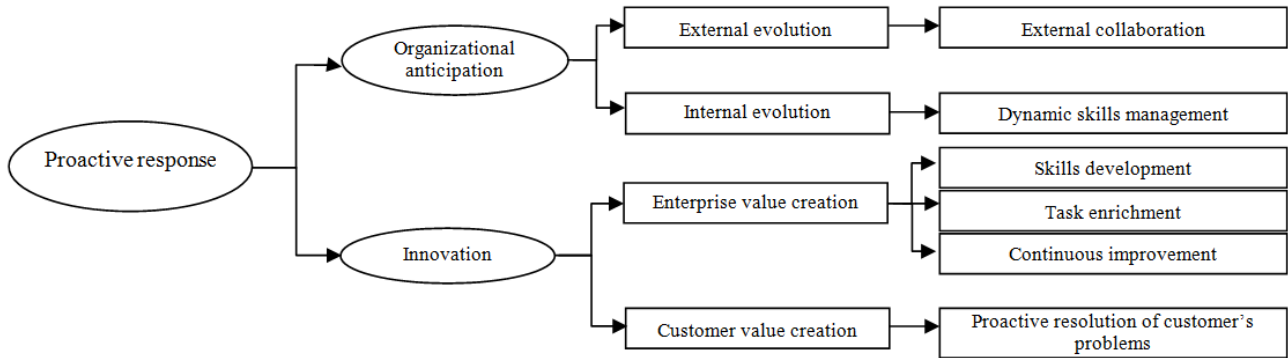 Proactive response
Organizational
anticipation
Innovation
External evolution
Internal evolution
Enterprise value creation
Customer value creation
External collaboration
Dynamic skills management
Skills development
Task enrichment
Continuous improvement
Proactive resolution of customer’s
problems